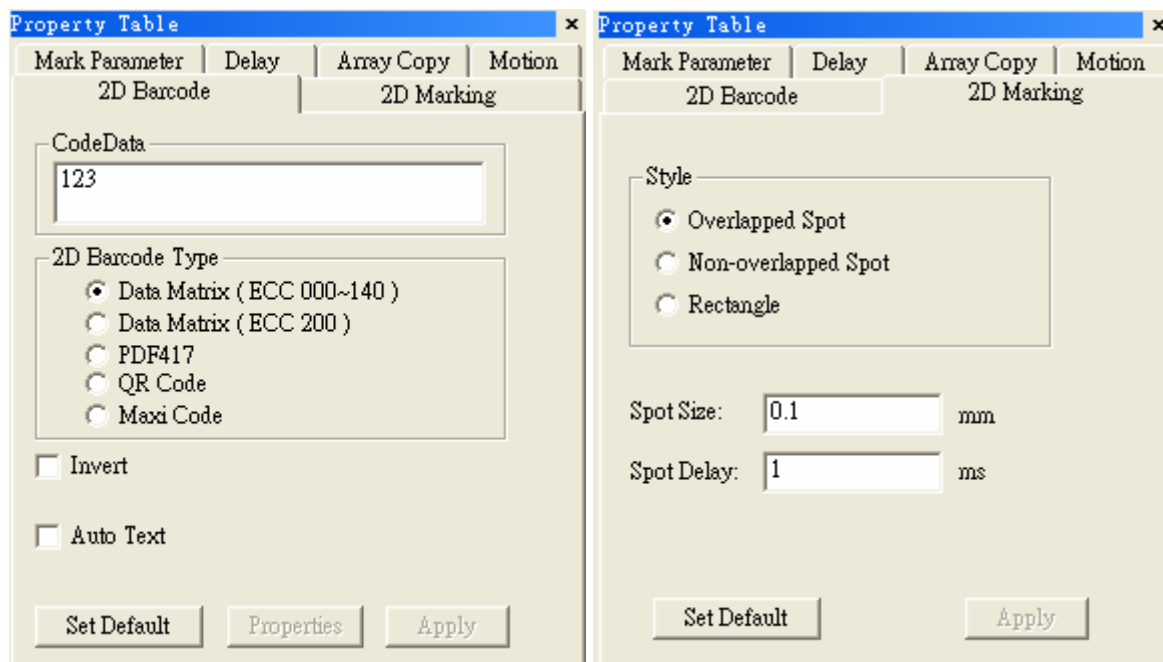 Property Table ×
Mark Parameter Delay Array Copy Motion
2D Barcode 2D Marking
CodeData
123
2D Barcode Type
Data Matrix ( ECC 000~140 )
Data Matrix ( ECC 200 )
PDF417
QR Code
Maxi Code
Invert
Auto Text
Set Default Properties Apply
Property Table ×
Mark Parameter Delay Array Copy Motion
2D Barcode 2D Marking
Style
Overlapped Spot
Non-overlapped Spot
Rectangle
Spot Size: 0.1 mm
Spot Delay: 1 ms
Set Default Apply